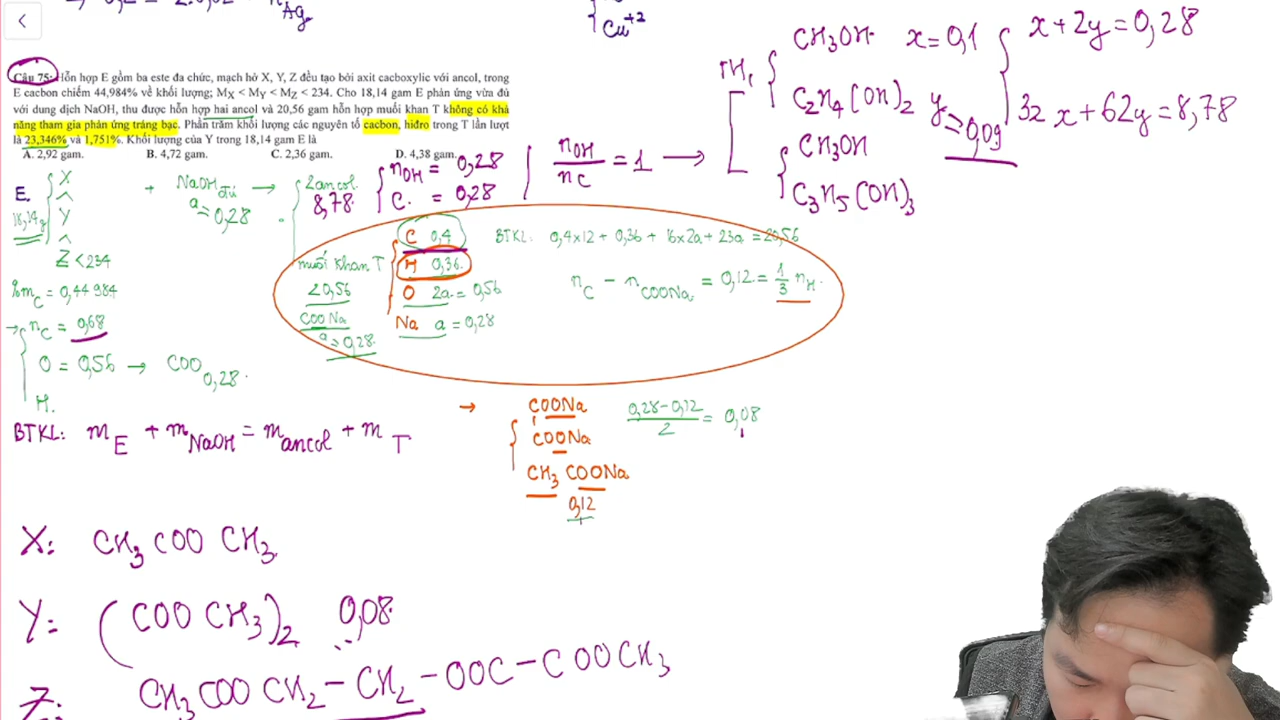 nAg
Cu+2
Câu 75: Hỗn hợp E gồm ba este đa chức, mạch hở X, Y, Z đều tạo bởi axit cacboxylic với ancol, trong
E cacbon chiếm 44,984% về khối lượng; MX < MY < MZ < 234. Cho 18,14 gam E phản ứng vừa đủ
với dung dịch NaOH, thu được hỗn hợp hai ancol và 20,56 gam hỗn hợp muối khan T không có khả
năng tham gia phản ứng tráng bạc. Phần trăm khối lượng các nguyên tố cacbon, hiđro trong T lần lượt
là 23,346% và 1,751%. Khối lượng của Y trong 18,14 gam E là
A. 2,92 gam. B. 4,72 gam. C. 2,36 gam. D. 4,38 gam.
TH1
CH3OH x = 0,1
C2H4(OH)2 y = 0,09
CH3OH
C3H5(OH)3
x + 2y = 0,28
32x + 62y = 8,78
E.
18,14g
X
Y
Z < 234
+ NaOH đủ →
a = 0,28
2 ancol
8,78
nOH = 0,28
C. = 0,28
nOH / nC = 1 →
muối khan T
20,56
COONa
a = 0,28
C 0,4
H 0,36
O 2a = 0,56
Na a = 0,28
BTKL: 0,4x12 + 0,36 + 16x2a + 23a = 20,56
nC - nCOONa = 0,12 = 1/3 nH.
%mC = 0,44984
→ nC = 0,68
O = 0,56 → COO 0,28
H.
BTKL: mE + mNaOH = mancol + mT
→ COONa
COONa
CH3COONa
0,12
(0,28-0,12)/2 = 0,08
X: CH3COOCH3
Y: (COOCH3)2 0,08
Z: CH3COOCH2-CH2-OOC-COOCH3